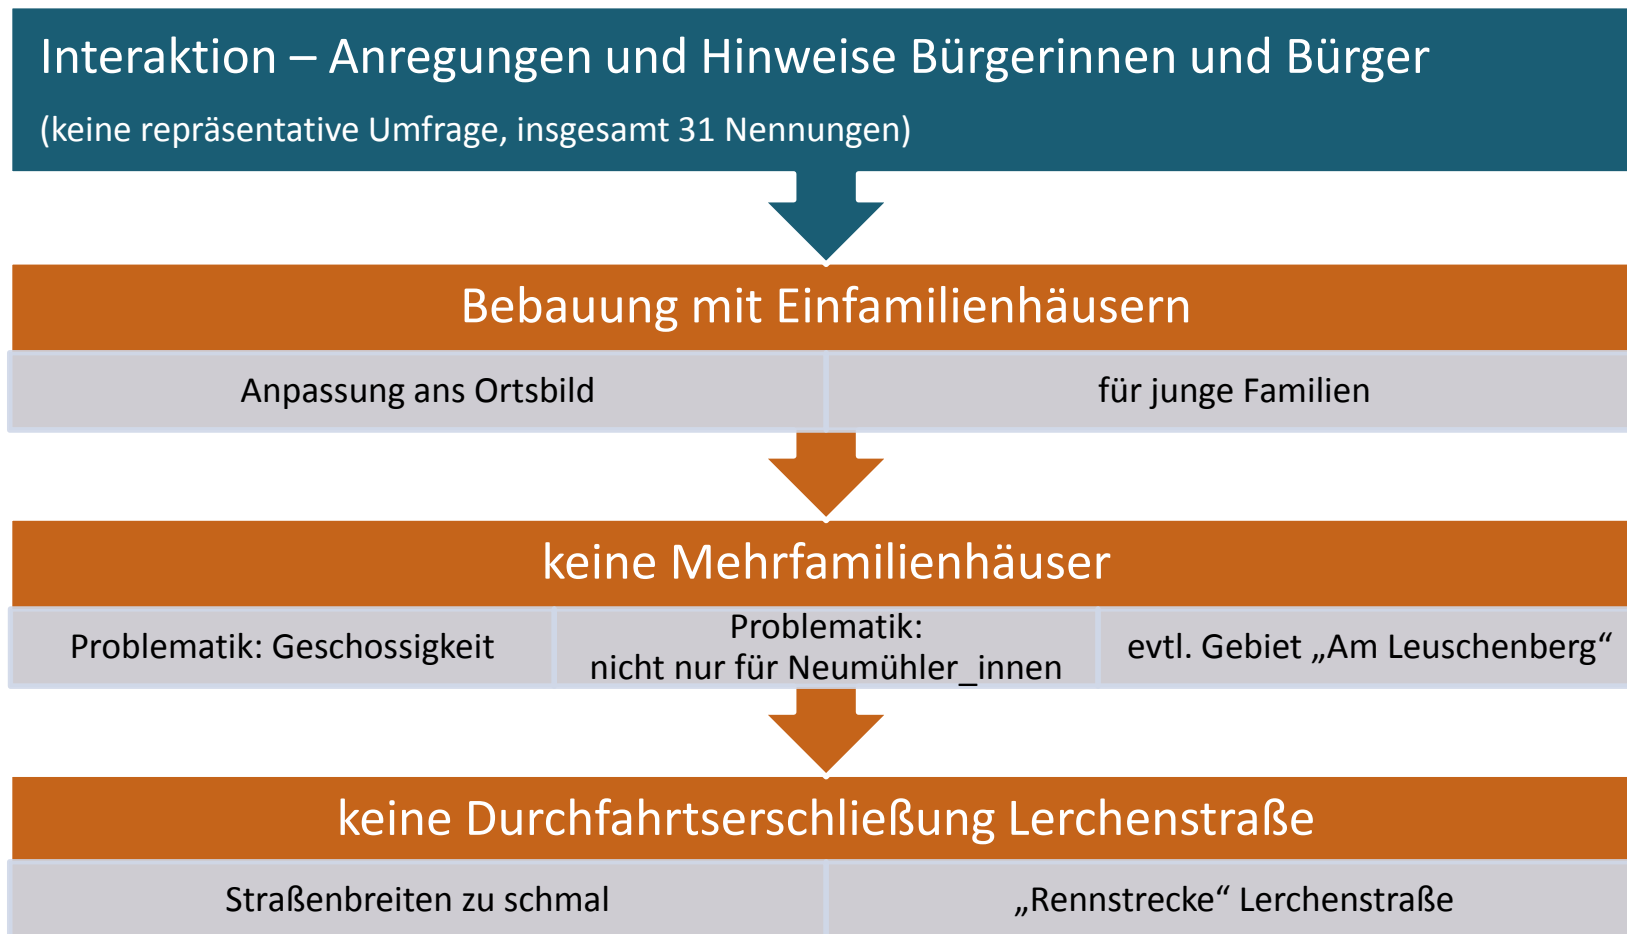 Interaktion – Anregungen und Hinweise Bürgerinnen und Bürger
(keine repräsentative Umfrage, insgesamt 31 Nennungen)
Bebauung mit Einfamilienhäusern
Anpassung ans Ortsbild
für junge Familien
keine Mehrfamilienhäuser
Problematik: Geschossigkeit
Problematik:
nicht nur für Neumühler_innen
evtl. Gebiet „Am Leuschenberg“
keine Durchfahrtserschließung Lerchenstraße
Straßenbreiten zu schmal
„Rennstrecke“ Lerchenstraße